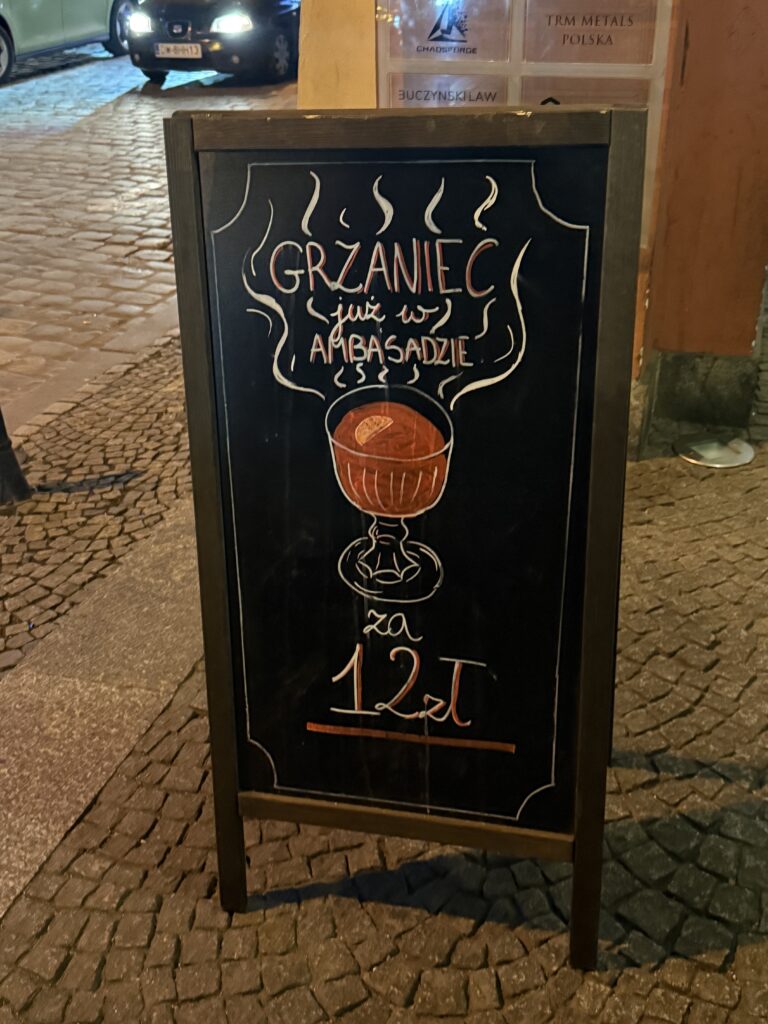 CHAOSFORGE
TRM METALS
POLSKA
BUCZYNSKI LAW
GRZANIEC
już w
AMBASADZIE
za
12zł